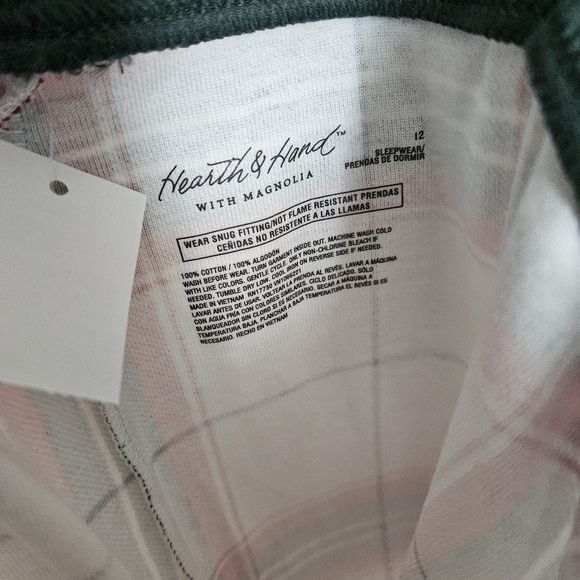 Hearth & Hand™
WITH MAGNOLIA
12
SLEEPWEAR/
PRENDAS DE DORMIR
WEAR SNUG FITTING/NOT FLAME RESISTANT PRENDAS
CEÑIDAS NO RESISTENTE A LAS LLAMAS
100% COTTON / 100% ALGODÓN
WASH BEFORE WEAR. TURN GARMENT INSIDE OUT. MACHINE WASH COLD
WITH LIKE COLORS. GENTLE CYCLE. ONLY NON-CHLORINE BLEACH IF
NEEDED. TUMBLE DRY LOW. COOL IRON ON REVERSE SIDE IF NEEDED.
MADE IN VIETNAM RN17730 VN1066221
LAVAR ANTES DE USAR. VOLTEAR LA PRENDA AL REVÉS. LAVAR A MÁQUINA
CON AGUA FRÍA CON COLORES SIMILARES. CICLO DELICADO. SÓLO
BLANQUEADOR SIN CLORO SI ES NECESARIO. SECAR A MÁQUINA A
TEMPERATURA BAJA. PLANCHAR A BAJA TEMPERATURA EL REVÉS SI ES
NECESARIO. HECHO EN VIETNAM